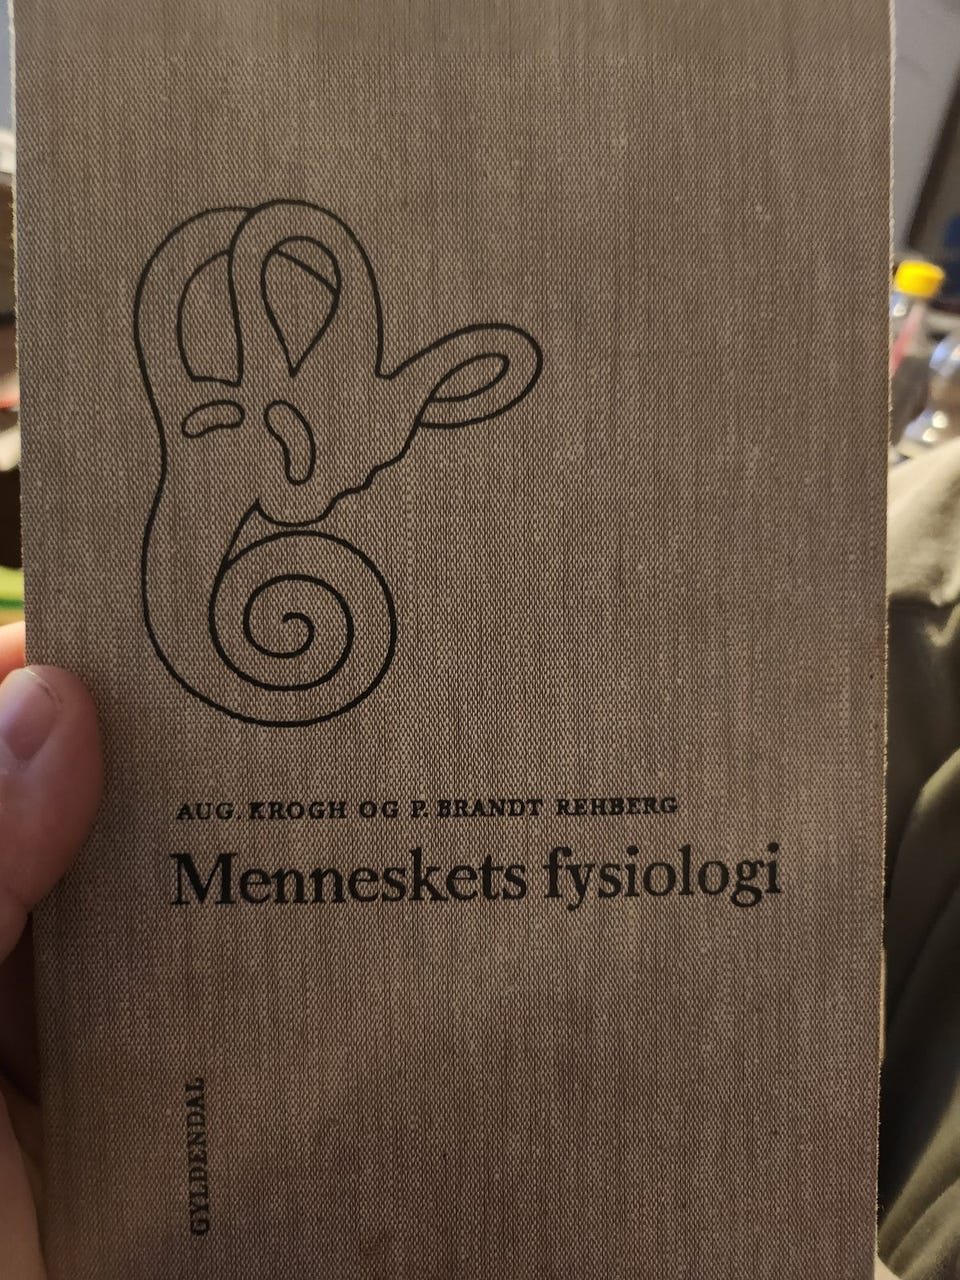 AUG. KROGH OG P. BRANDT REHBERG
Menneskets fysiologi
GYLDENDAL